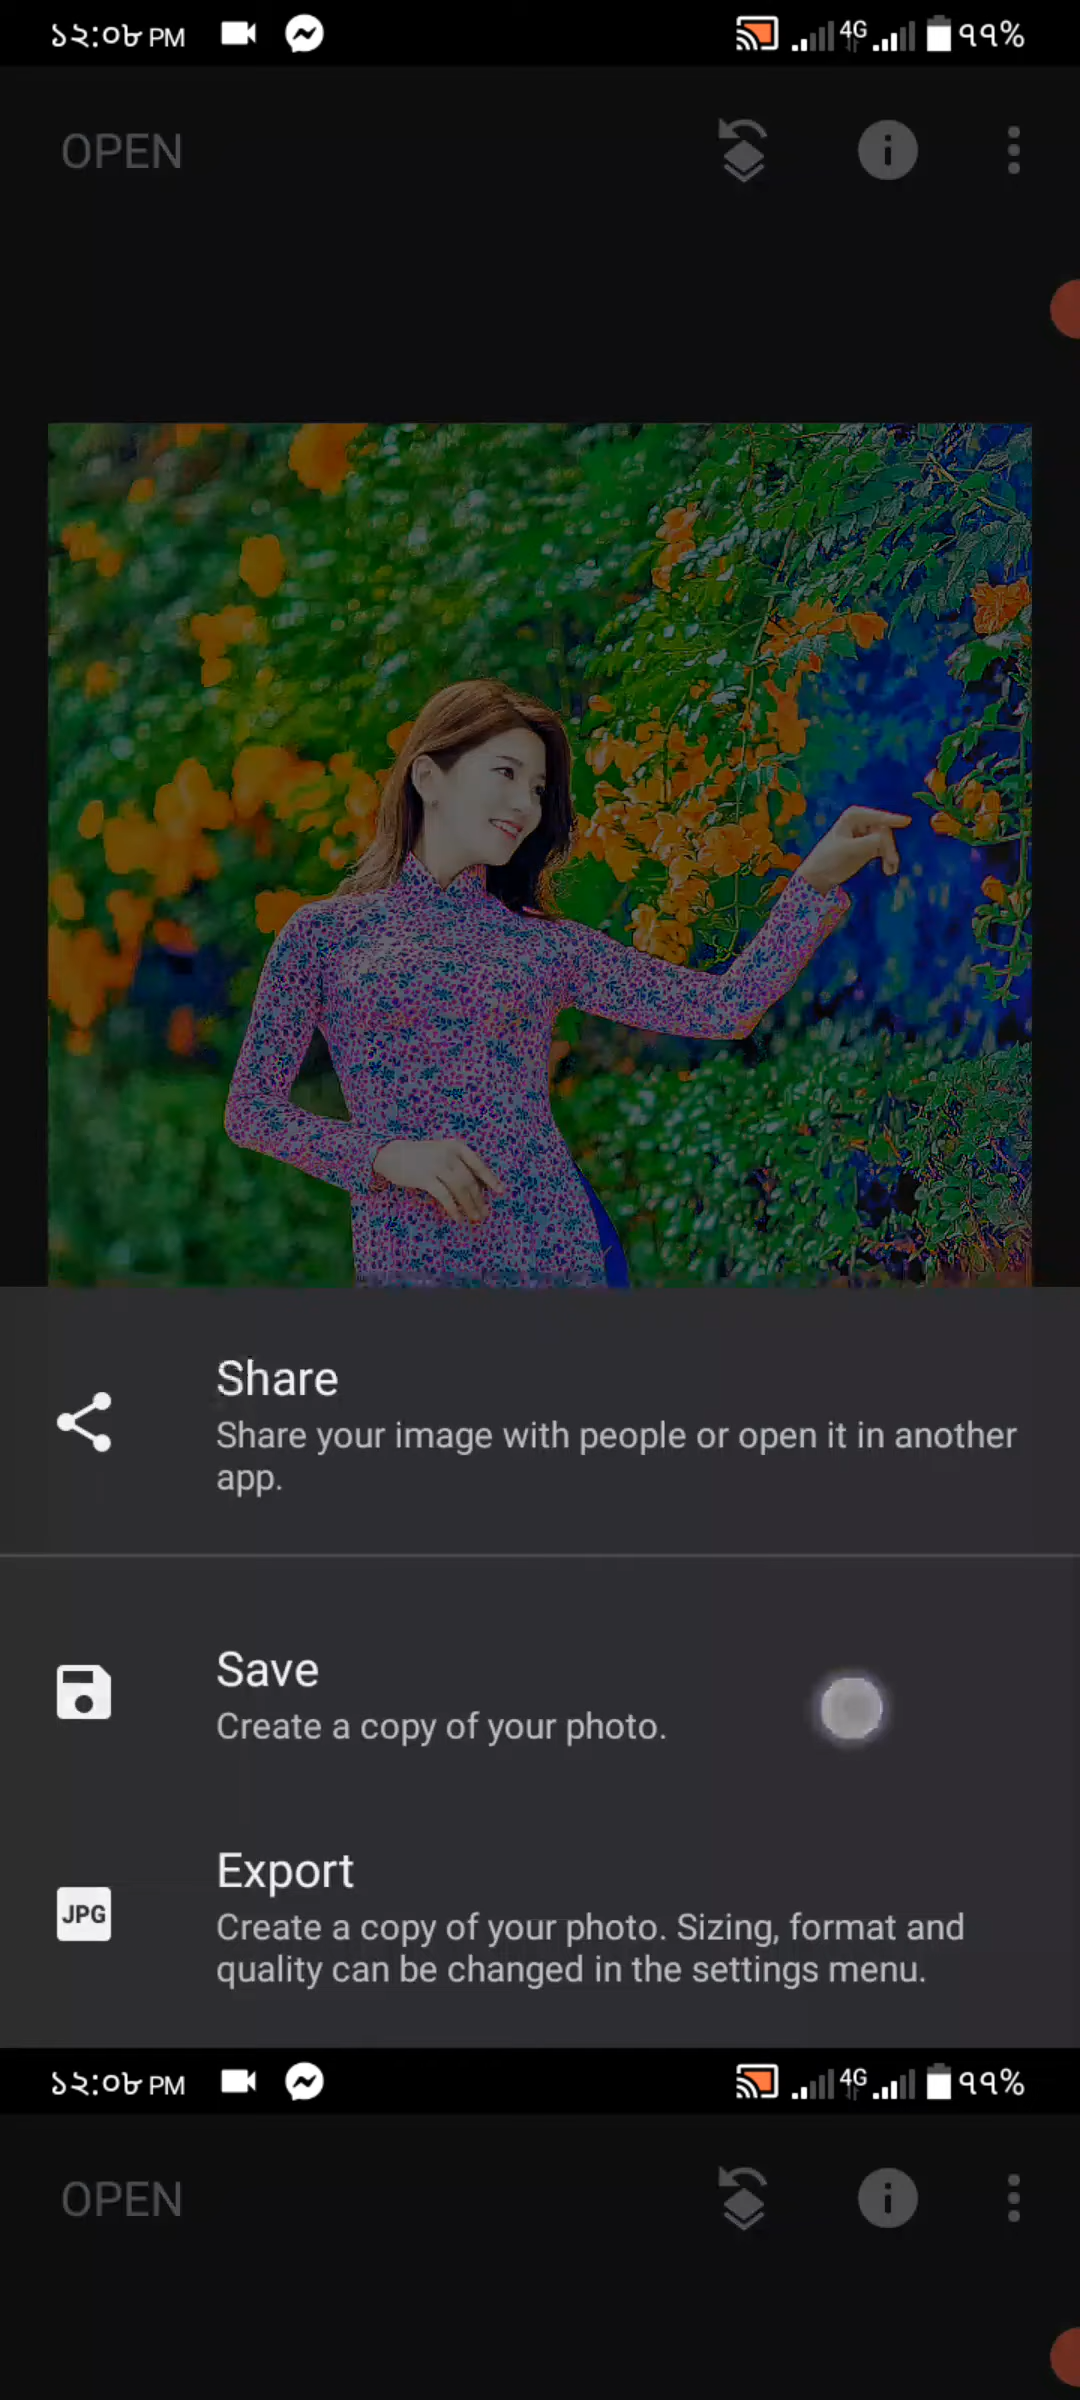 ১২:০৮ PM 4G ৭৭%
OPEN
Share
Share your image with people or open it in another
app.
Save
Create a copy of your photo.
JPG
Export
Create a copy of your photo. Sizing, format and
quality can be changed in the settings menu.
১২:০৮ PM 4G ৭৭%
OPEN